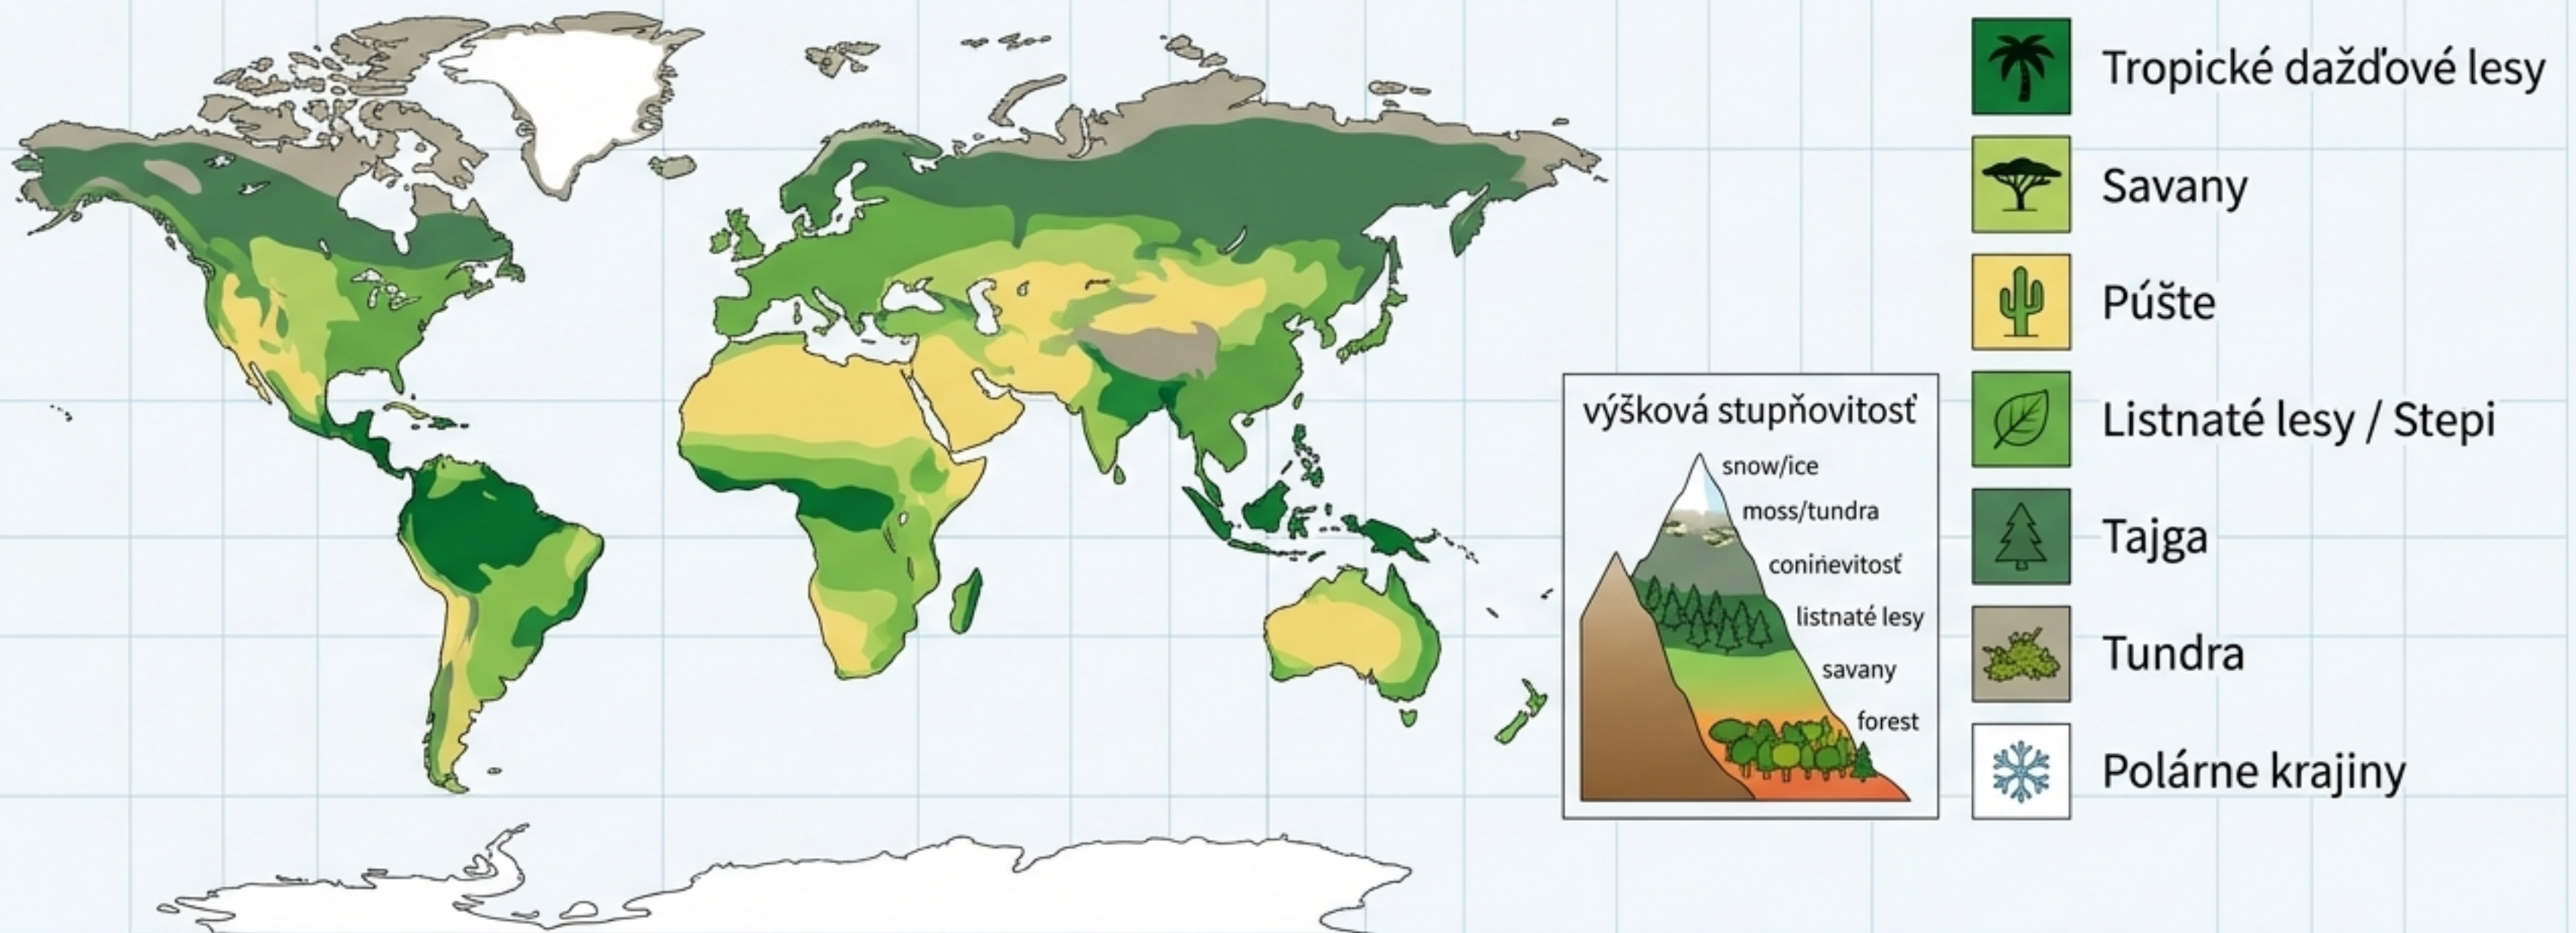 Tropické dažďové lesy
Savany
Púšte
Listnaté lesy / Stepi
Tajga
Tundra
Polárne krajiny
výšková stupňovitosť
snow/ice
moss/tundra
conińevitosť
listnaté lesy
savany
forest